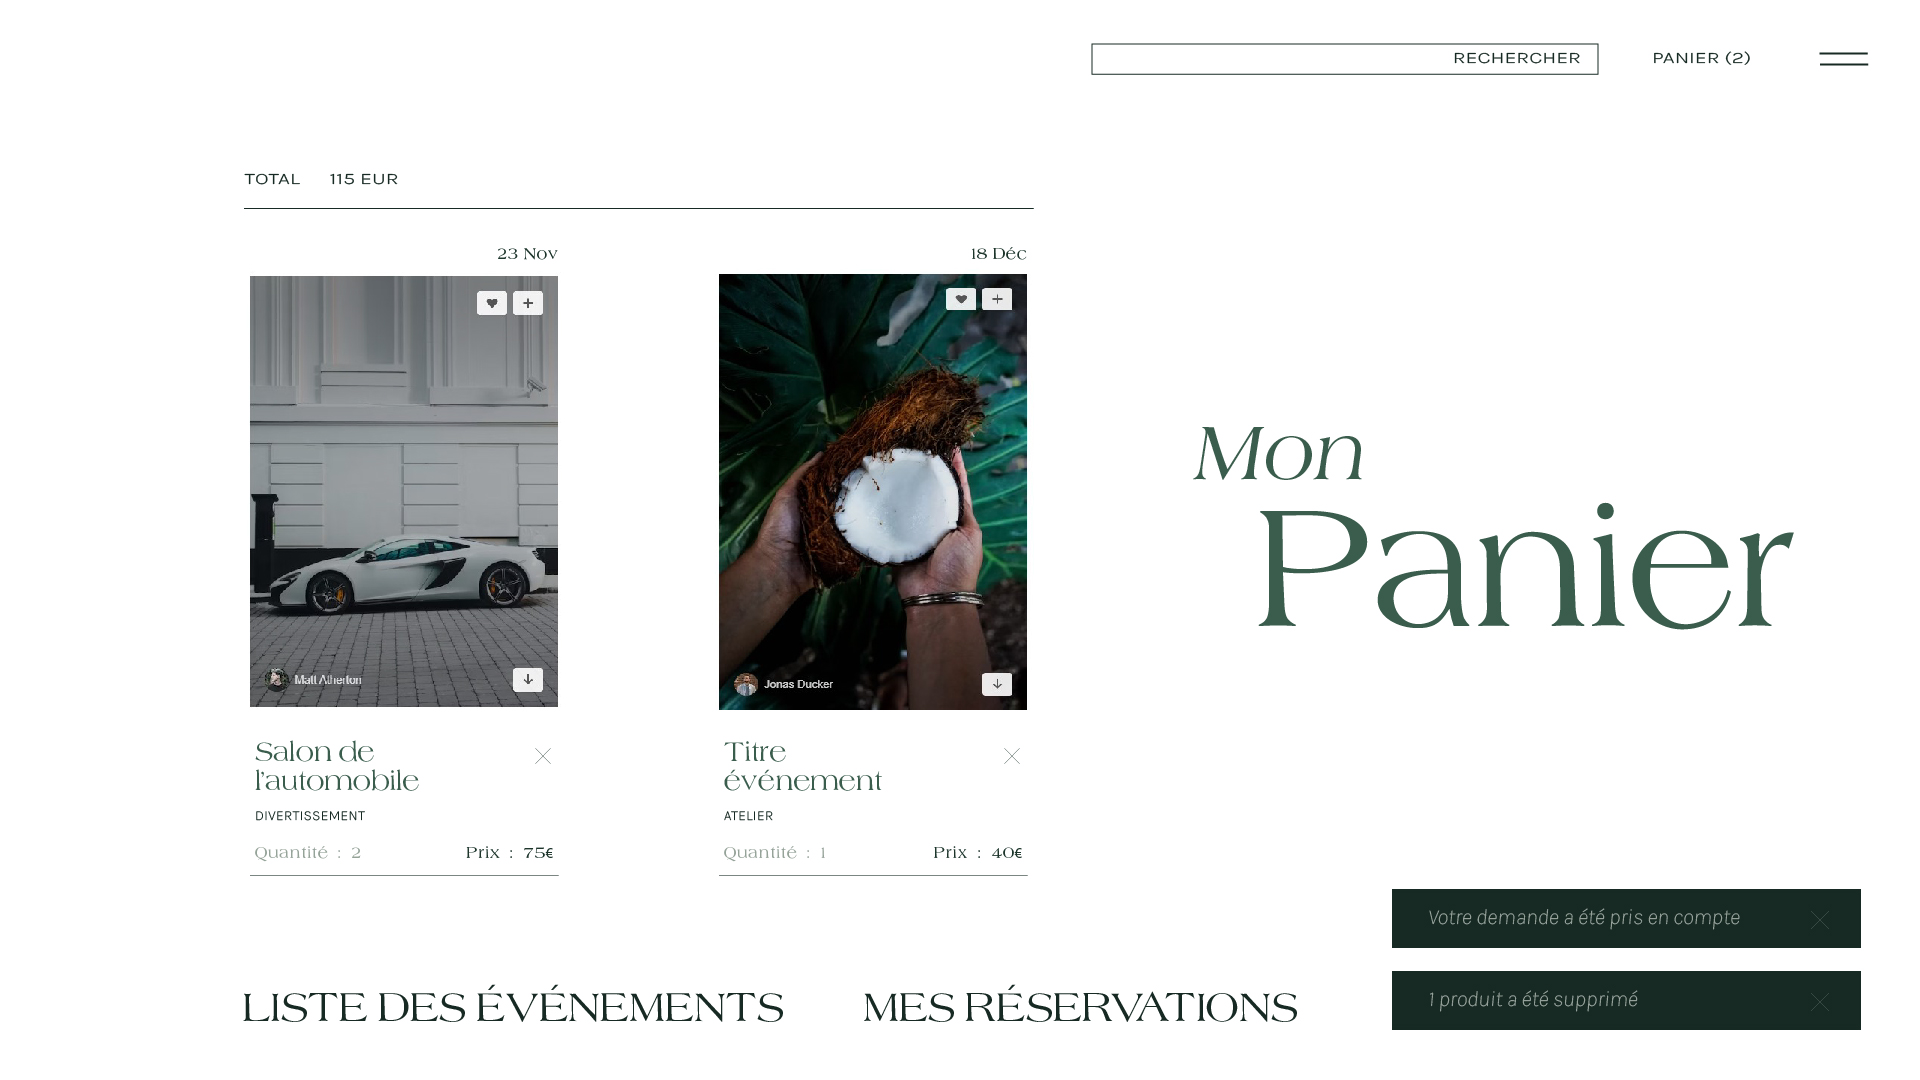 RECHERCHER
PANIER (2)
TOTAL 115 EUR
23 Nov
18 Déc
Matt Atherton
Jonas Ducker
Mon
Panier
Salon de
l'automobile
DIVERTISSEMENT
Quantité : 2 Prix : 75€
Titre
événement
ATELIER
Quantité : 1 Prix : 40€
Votre demande a été pris en compte
1 produit a été supprimé
LISTE DES ÉVÉNEMENTS
MES RÉSERVATIONS